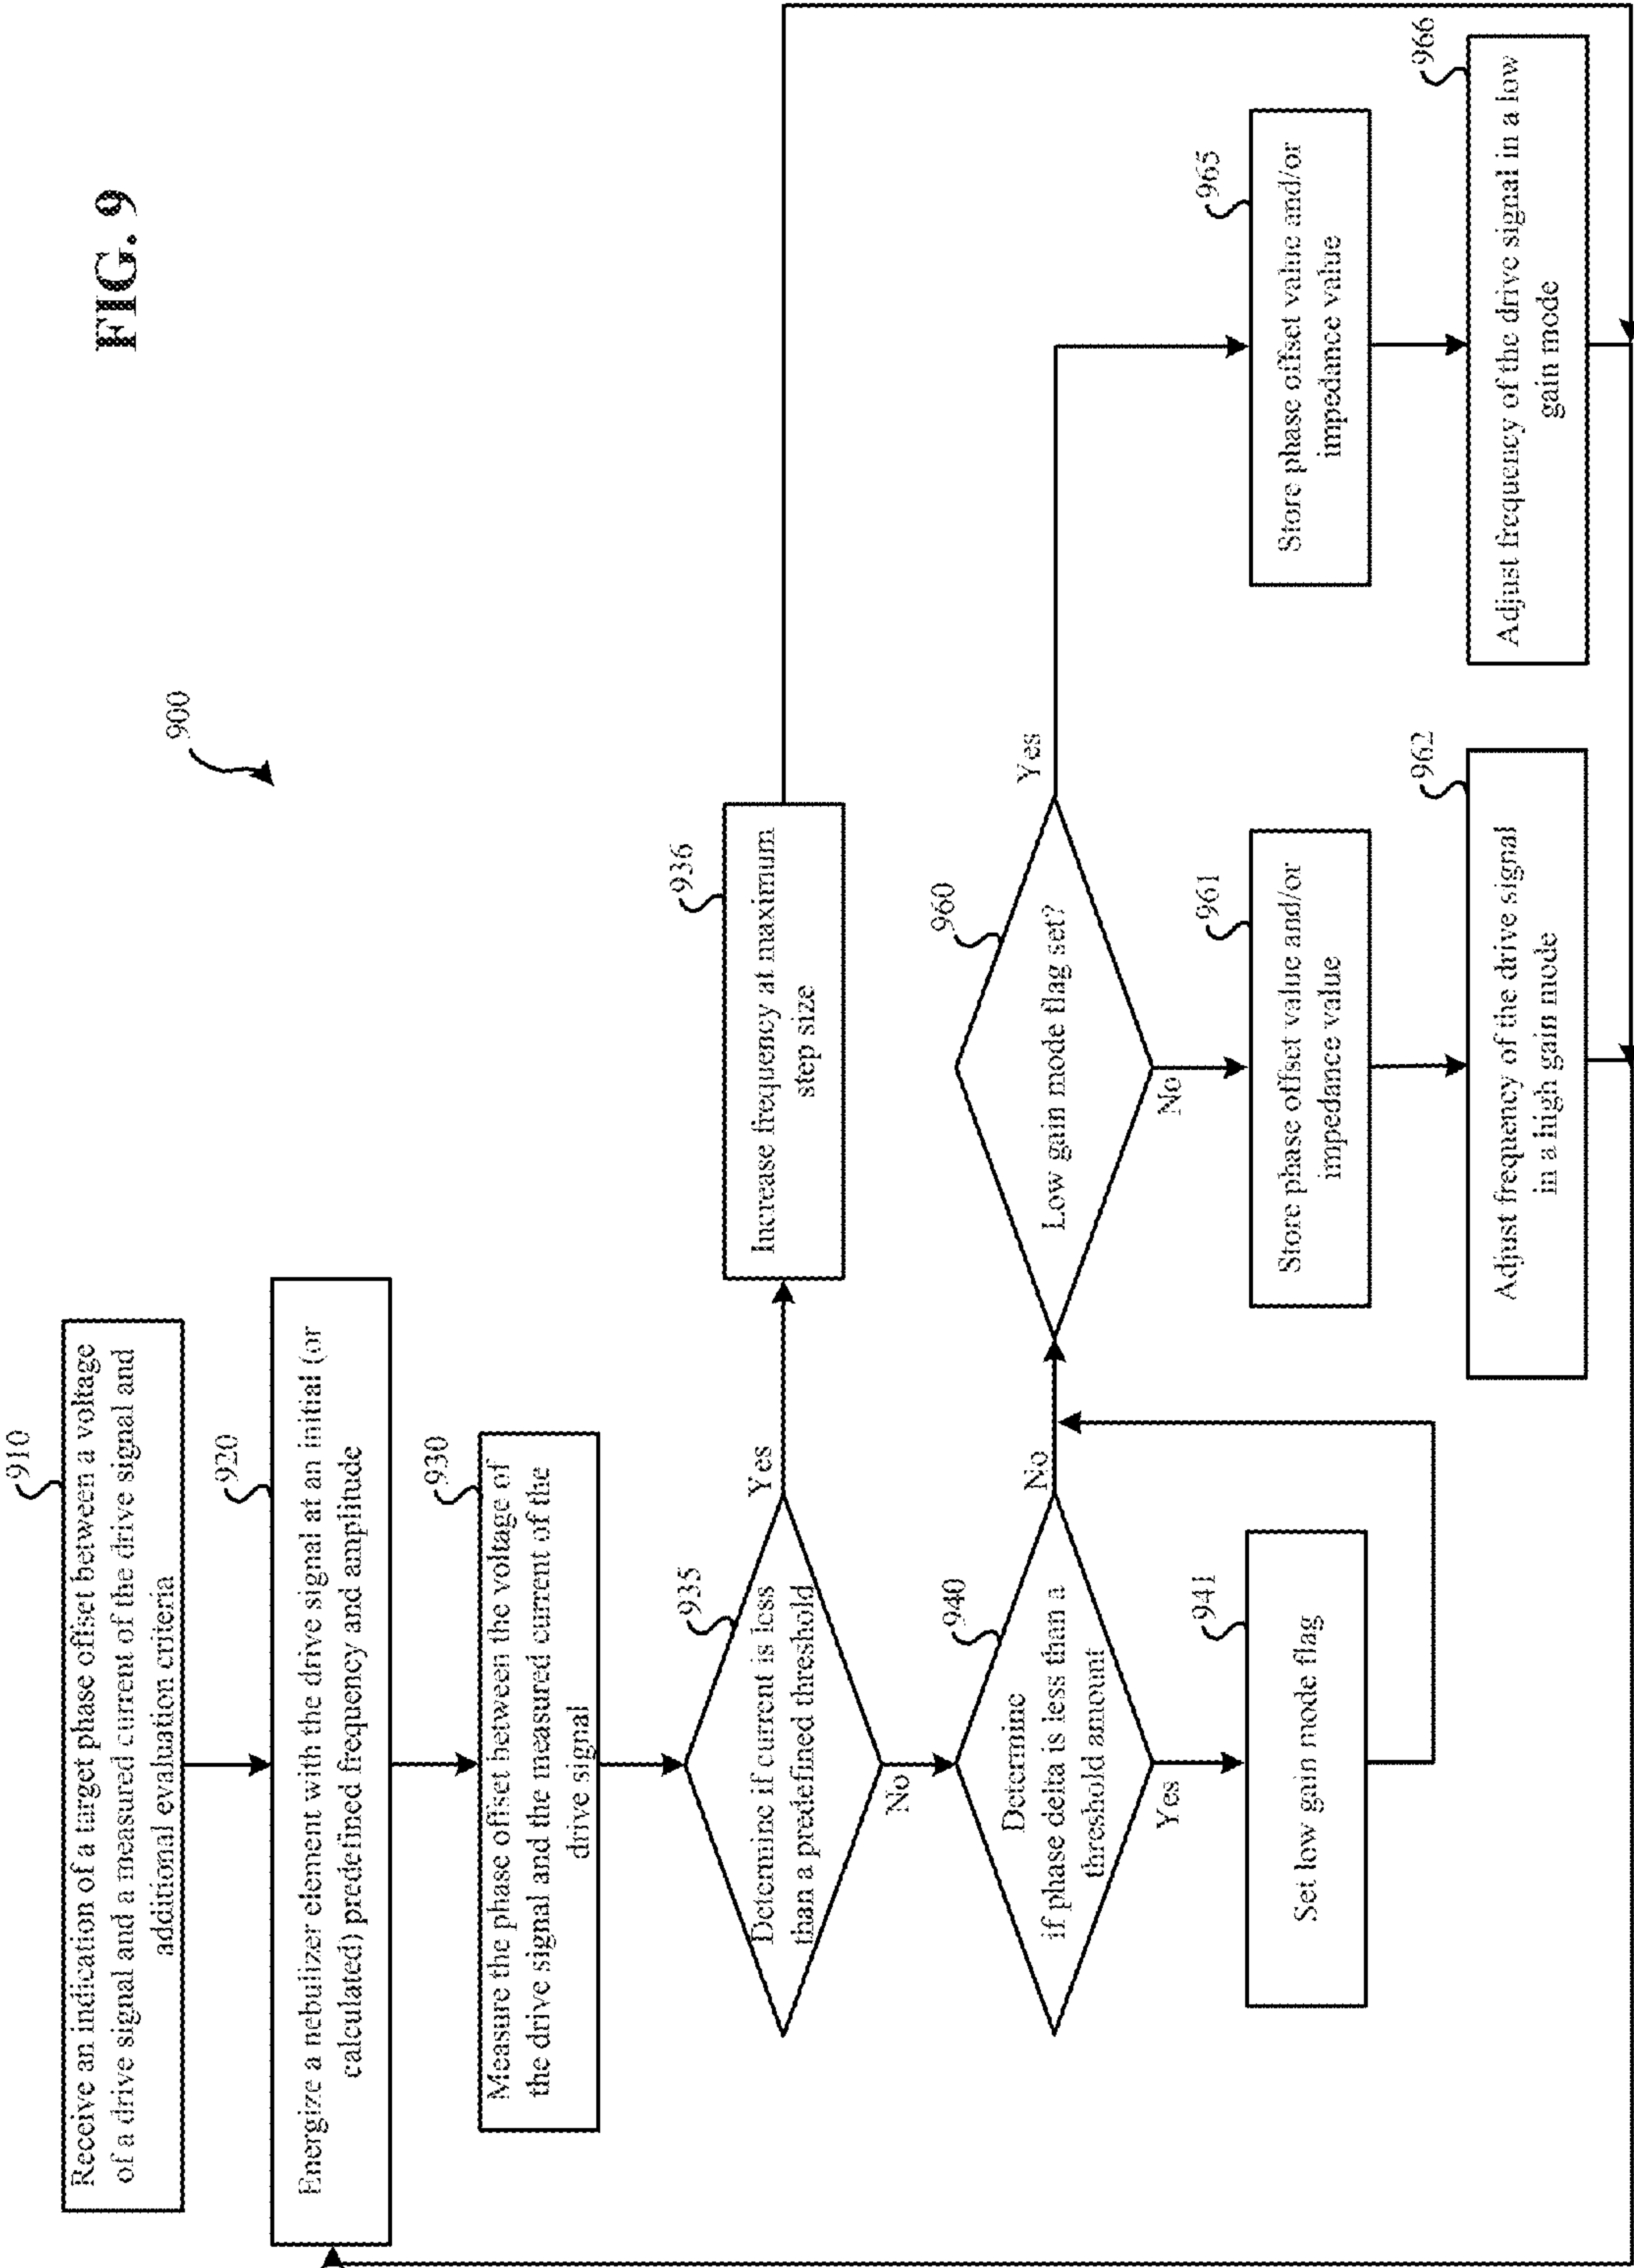 FIG. 9
900
910
Receive an indication of a target phase offset between a voltage
of a drive signal and a measured current of the drive signal and
additional evaluation criteria
920
Energize a nebulizer element with the drive signal at an initial (or
calculated) predefined frequency and amplitude
930
Measure the phase offset between the voltage of
the drive signal and the measured current of the
drive signal
935
Determine if current is less
than a predefined threshold
Yes
No
936
Increase frequency at maximum
step size
940
Determine
if phase delta is less than a
threshold amount
No
Yes
941
Set low gain mode flag
960
Low gain mode flag set?
Yes
No
961
Store phase offset value and/or
impedance value
962
Adjust frequency of the drive signal
in a high gain mode
965
Store phase offset value and/or
impedance value
966
Adjust frequency of the drive signal in a low
gain mode